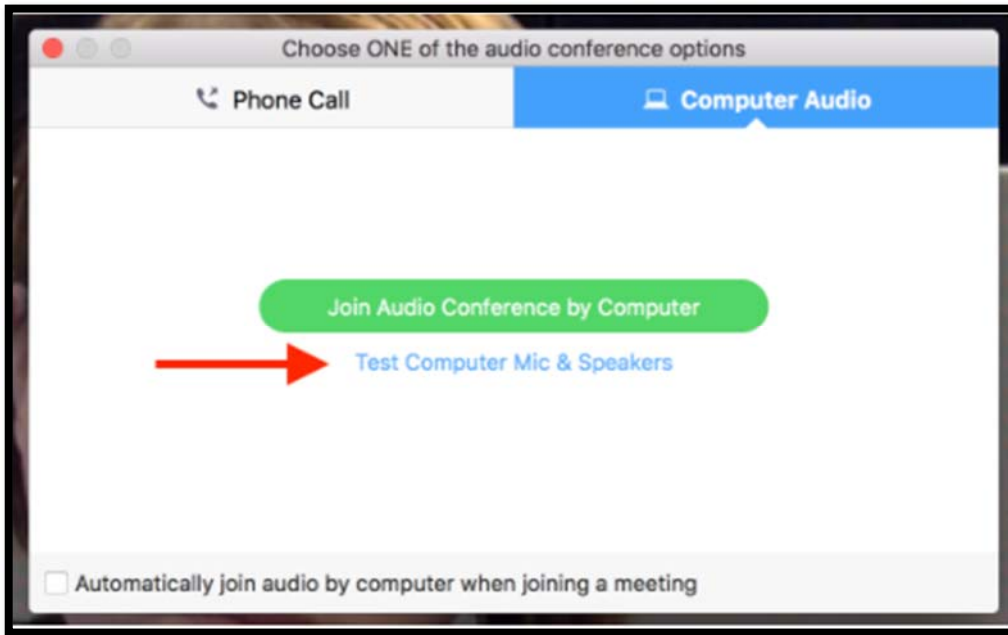 Choose ONE of the audio conference options
Phone Call
Computer Audio
Join Audio Conference by Computer
Test Computer Mic & Speakers
Automatically join audio by computer when joining a meeting